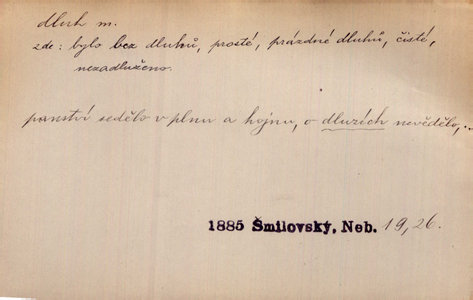 dluh m.
zde: bylo bez dluhů, prosté, prázdné dluhů, čisté,
nezadluženo.
panství sedělo v plnu a hojnu, o dluzích nevědělo,...
1885 Šmilovský, Neb. 19, 26.